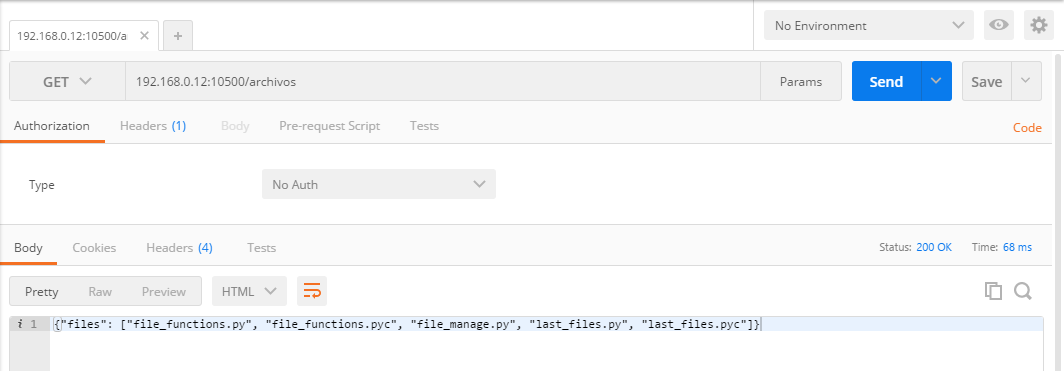 192.168.0.12:10500/a
No Environment
GET 192.168.0.12:10500/archivos Params Send Save
Authorization Headers (1) Body Pre-request Script Tests Code
Type No Auth
Body Cookies Headers (4) Tests Status: 200 OK Time: 68 ms
Pretty Raw Preview HTML
i 1 {"files": ["file_functions.py", "file_functions.pyc", "file_manage.py", "last_files.py", "last_files.pyc"]}